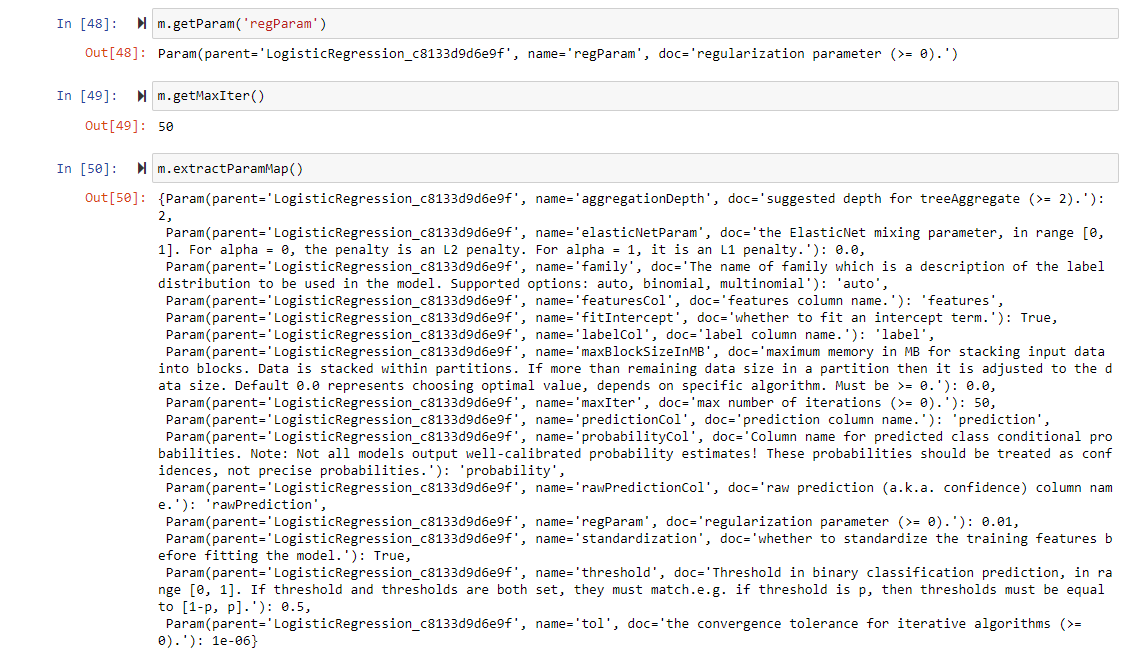 In [48]: m.getParam('regParam')
Out[48]: Param(parent='LogisticRegression_c8133d9d6e9f', name='regParam', doc='regularization parameter (>= 0).')
In [49]: m.getMaxIter()
Out[49]: 50
In [50]: m.extractParamMap()
Out[50]: {Param(parent='LogisticRegression_c8133d9d6e9f', name='aggregationDepth', doc='suggested depth for treeAggregate (>= 2).'):
2,
Param(parent='LogisticRegression_c8133d9d6e9f', name='elasticNetParam', doc='the ElasticNet mixing parameter, in range [0,
1]. For alpha = 0, the penalty is an L2 penalty. For alpha = 1, it is an L1 penalty.'): 0.0,
Param(parent='LogisticRegression_c8133d9d6e9f', name='family', doc='The name of family which is a description of the label
distribution to be used in the model. Supported options: auto, binomial, multinomial'): 'auto',
Param(parent='LogisticRegression_c8133d9d6e9f', name='featuresCol', doc='features column name.'): 'features',
Param(parent='LogisticRegression_c8133d9d6e9f', name='fitIntercept', doc='whether to fit an intercept term.'): True,
Param(parent='LogisticRegression_c8133d9d6e9f', name='labelCol', doc='label column name.'): 'label',
Param(parent='LogisticRegression_c8133d9d6e9f', name='maxBlockSizeInMB', doc='maximum memory in MB for stacking input data
into blocks. Data is stacked within partitions. If more than remaining data size in a partition then it is adjusted to the d
ata size. Default 0.0 represents choosing optimal value, depends on specific algorithm. Must be >= 0.'): 0.0,
Param(parent='LogisticRegression_c8133d9d6e9f', name='maxIter', doc='max number of iterations (>= 0).'): 50,
Param(parent='LogisticRegression_c8133d9d6e9f', name='predictionCol', doc='prediction column name.'): 'prediction',
Param(parent='LogisticRegression_c8133d9d6e9f', name='probabilityCol', doc='Column name for predicted class conditional pro
babilities. Note: Not all models output well-calibrated probability estimates! These probabilities should be treated as conf
idences, not precise probabilities.'): 'probability',
Param(parent='LogisticRegression_c8133d9d6e9f', name='rawPredictionCol', doc='raw prediction (a.k.a. confidence) column nam
e.'): 'rawPrediction',
Param(parent='LogisticRegression_c8133d9d6e9f', name='regParam', doc='regularization parameter (>= 0).'): 0.01,
Param(parent='LogisticRegression_c8133d9d6e9f', name='standardization', doc='whether to standardize the training features b
efore fitting the model.'): True,
Param(parent='LogisticRegression_c8133d9d6e9f', name='threshold', doc='Threshold in binary classification prediction, in ra
nge [0, 1]. If threshold and thresholds are both set, they must match.e.g. if threshold is p, then thresholds must be equal
to [1-p, p].'): 0.5,
Param(parent='LogisticRegression_c8133d9d6e9f', name='tol', doc='the convergence tolerance for iterative algorithms (>=
0).'): 1e-06}